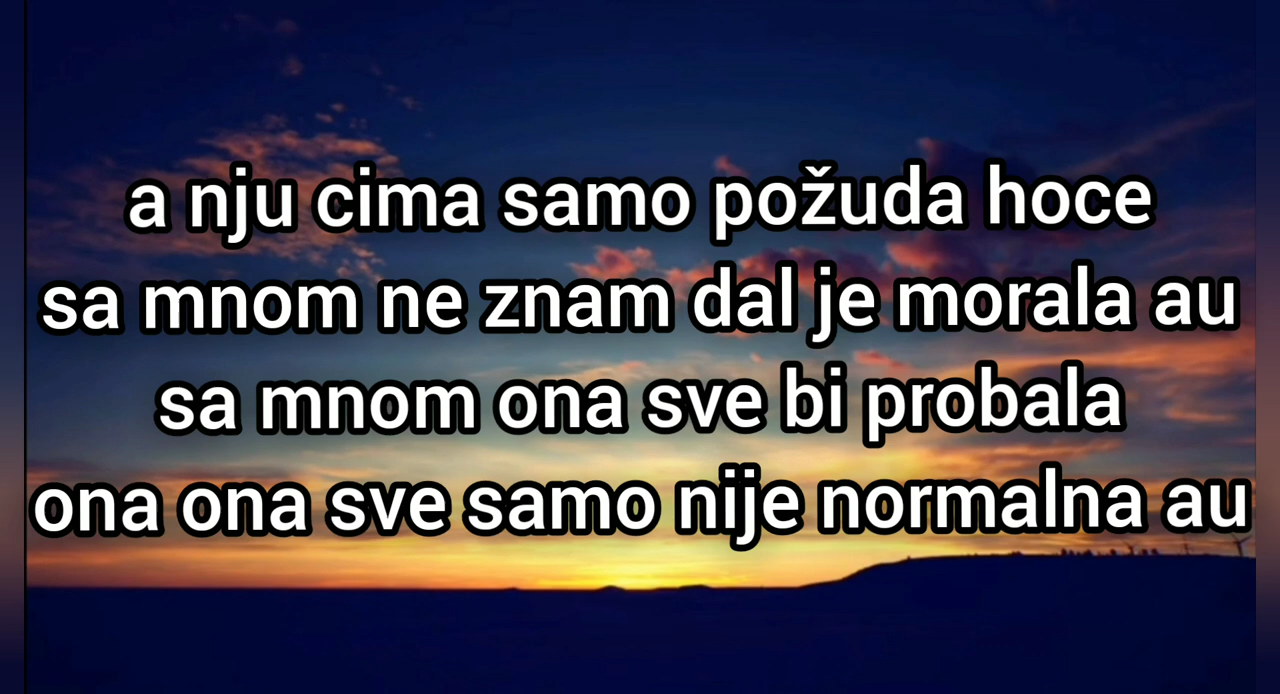 a nju cima samo požuda hoce
sa mnom ne znam dal je morala au
sa mnom ona sve bi probala
ona ona sve samo nije normalna au